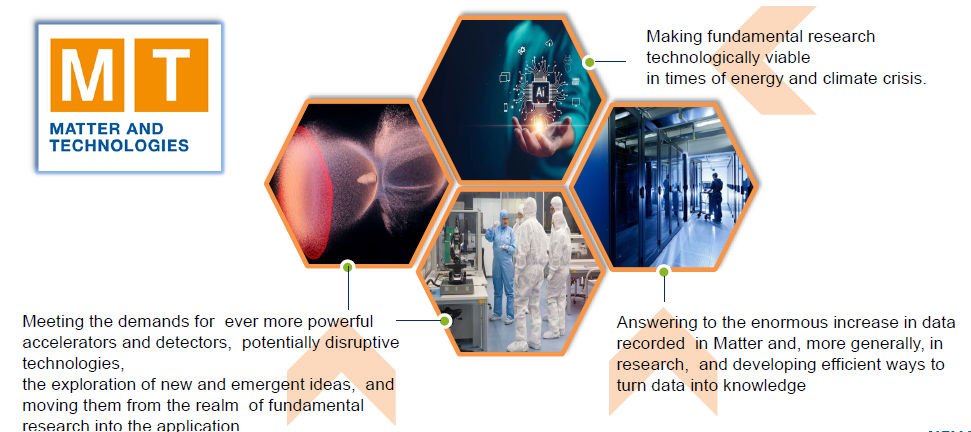 M T
MATTER AND
TECHNOLOGIES
Ai
Making fundamental research
technologically viable
in times of energy and climate crisis.
Meeting the demands for ever more powerful
accelerators and detectors, potentially disruptive
technologies,
the exploration of new and emergent ideas, and
moving them from the realm of fundamental
research into the application
Answering to the enormous increase in data
recorded in Matter and, more generally, in
research, and developing efficient ways to
turn data into knowledge